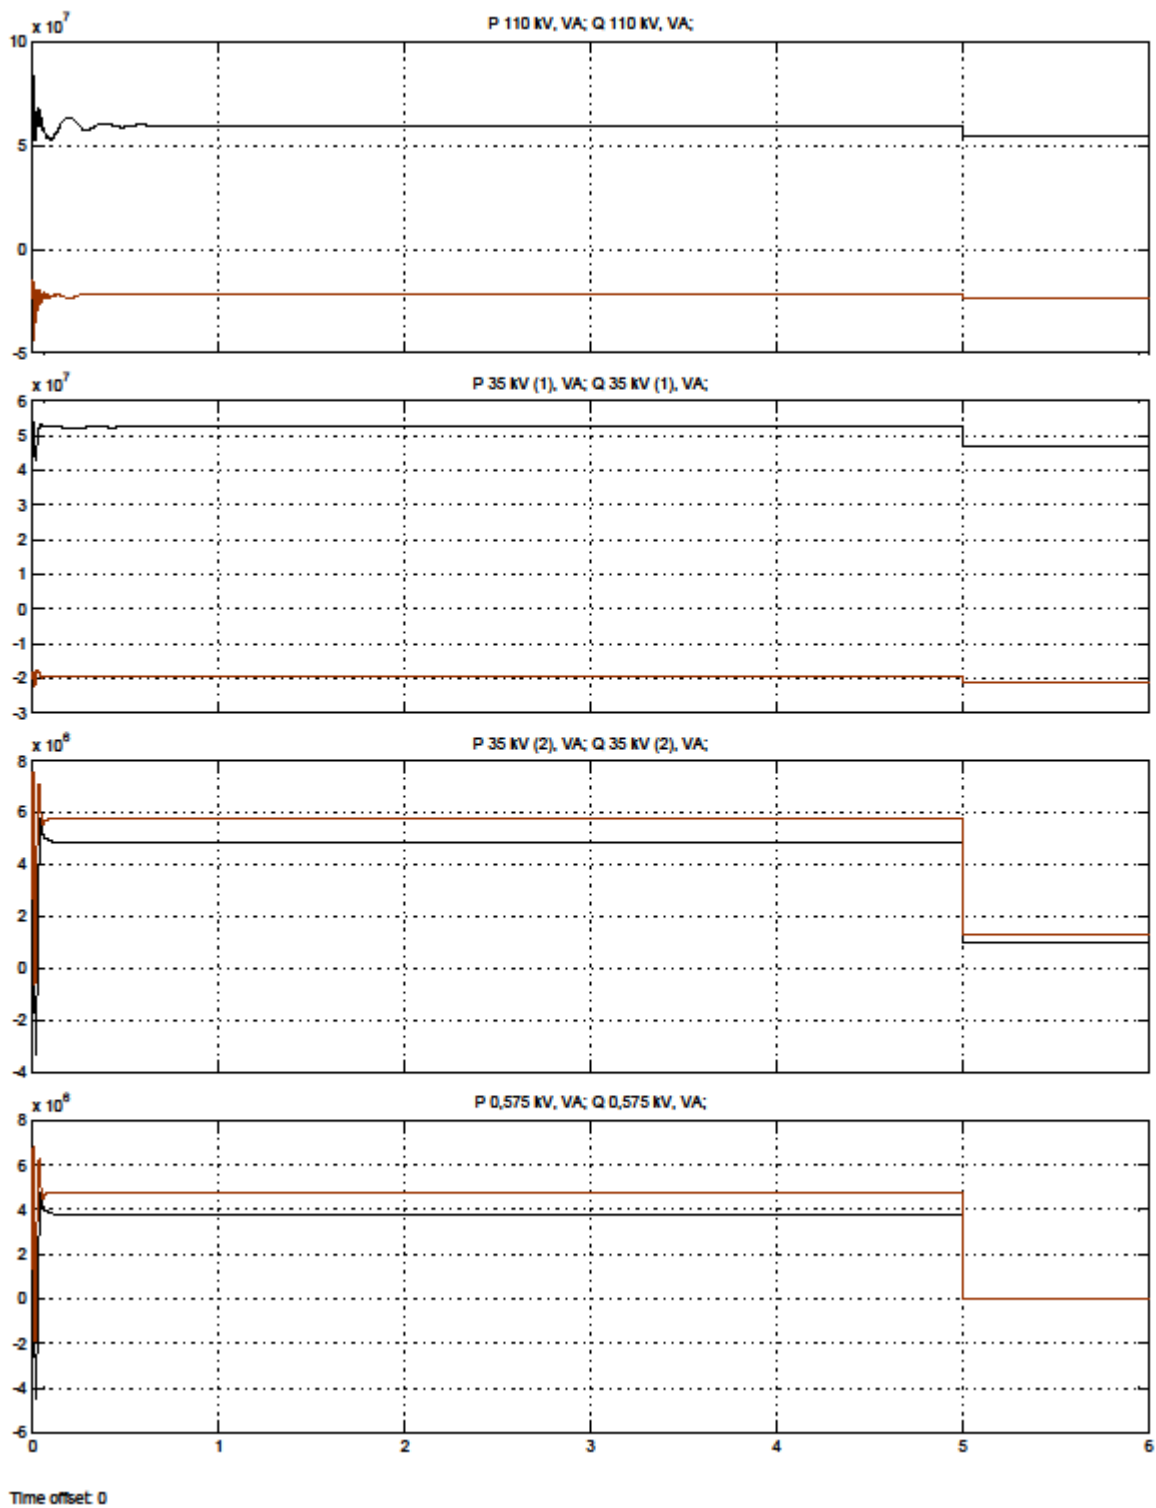 x 10^7
P 110 kV, VA; Q 110 kV, VA;
10
5
0
-5
x 10^7
P 35 kV (1), VA; Q 35 kV (1), VA;
6
5
4
3
2
1
0
-1
-2
-3
x 10^6
P 35 kV (2), VA; Q 35 kV (2), VA;
8
6
4
2
0
-2
-4
x 10^6
P 0,575 kV, VA; Q 0,575 kV, VA;
8
6
4
2
0
-2
-4
-6
0 1 2 3 4 5 6
Time offset: 0